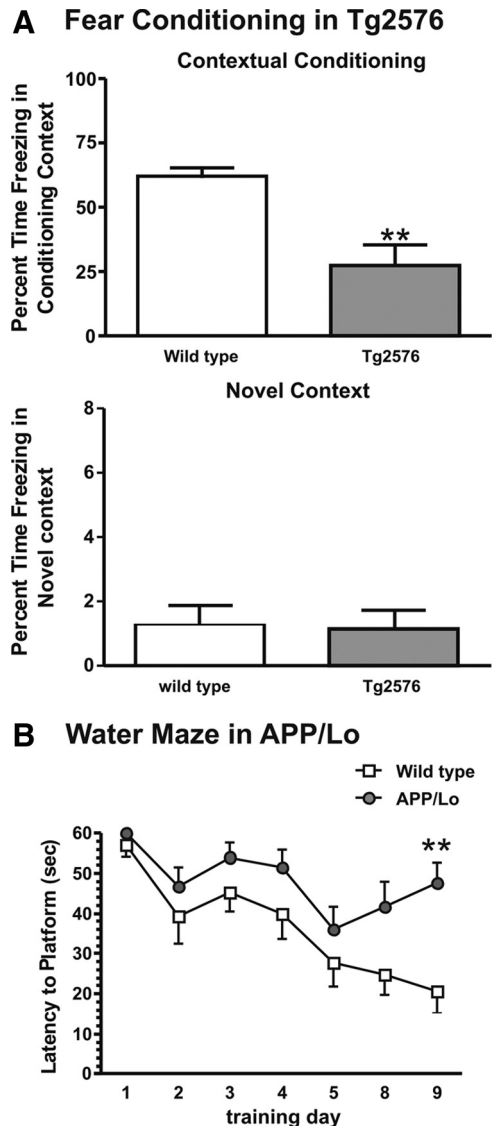 A Fear Conditioning in Tg2576
Contextual Conditioning
Percent Time Freezing in
Conditioning Context
100
75
50
25
0
**
Wild type Tg2576
Novel Context
Percent Time Freezing in
Novel context
8
6
4
2
0
wild type Tg2576
B Water Maze in APP/Lo
Wild type
APP/Lo
Latency to Platform (sec)
60
50
40
30
20
10
0
**
1 2 3 4 5 8 9
training day